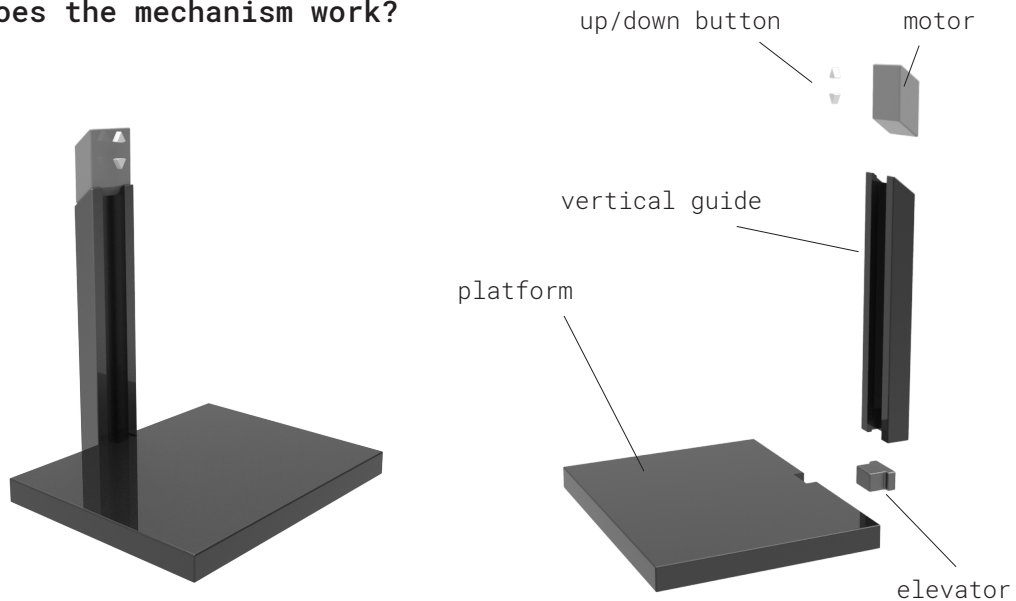 oes the mechanism work?
up/down button
motor
vertical guide
platform
elevator